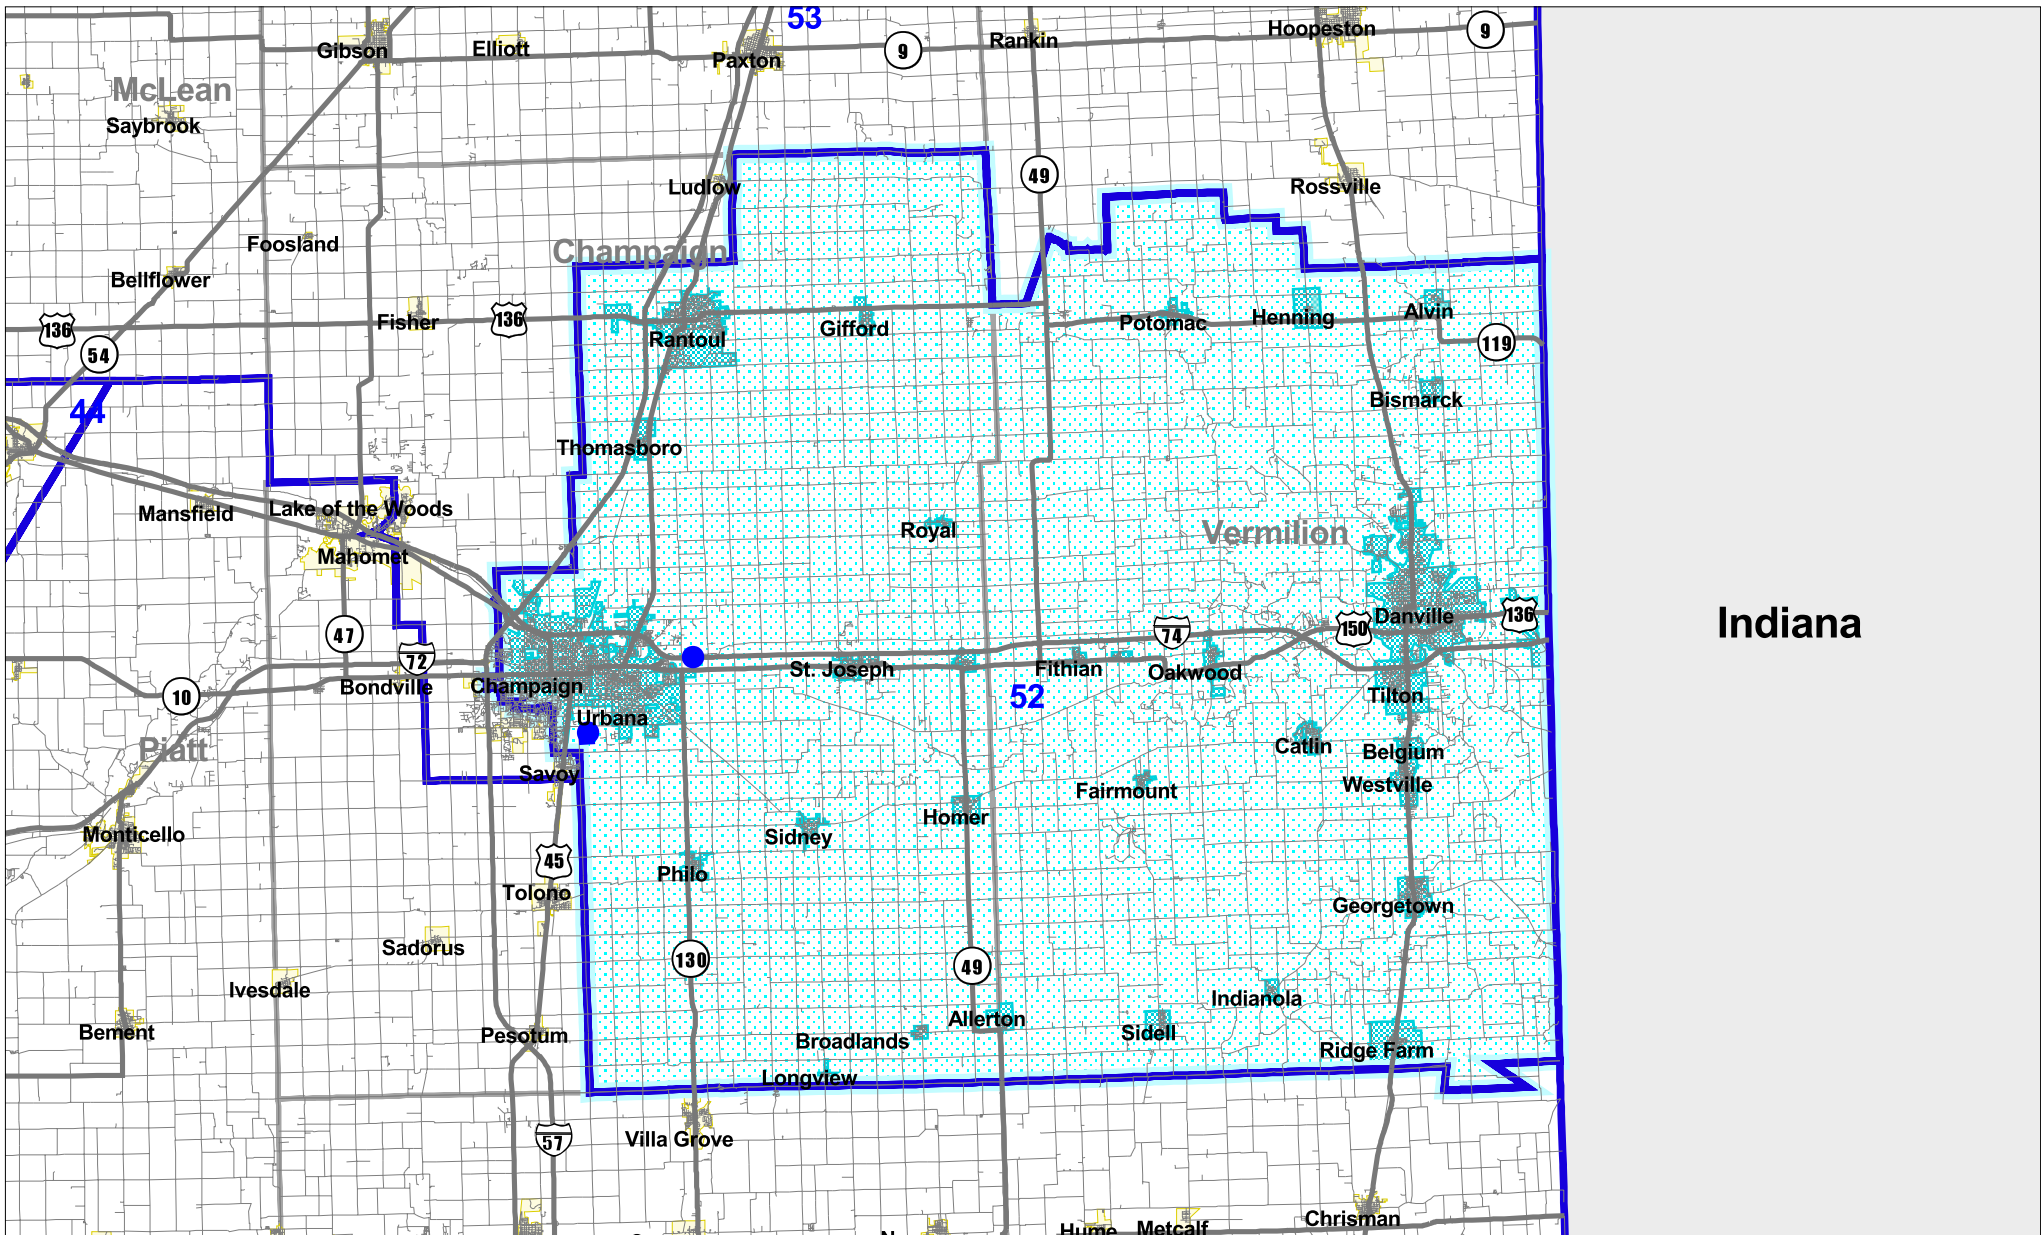 53
Hoopeston
9
9
Gibson
Elliott
Rankin
Paxton
McLean
Saybrook
49
Ludlow
Rossville
Foosland
Champaign
Bellflower
136
Fisher
136
Rantoul
Gifford
Potomac
Henning
Alvin
119
54
Bismarck
44
Thomasboro
Mansfield
Lake of the Woods
Royal
Vermilion
Mahomet
Danville
136
150
Indiana
47
74
72
St. Joseph
Fithian
Oakwood
Bondville
Champaign
10
52
Tilton
Urbana
Piatt
Catlin
Belgium
Savoy
Westville
Fairmount
Homer
Monticello
Sidney
45
Philo
Tolono
Georgetown
Sadorus
130
49
Ivesdale
Indianola
Bement
Pesotum
Allerton
Sidell
Broadlands
Ridge Farm
Longview
57
Villa Grove
Chrisman
Hume
Metcalf